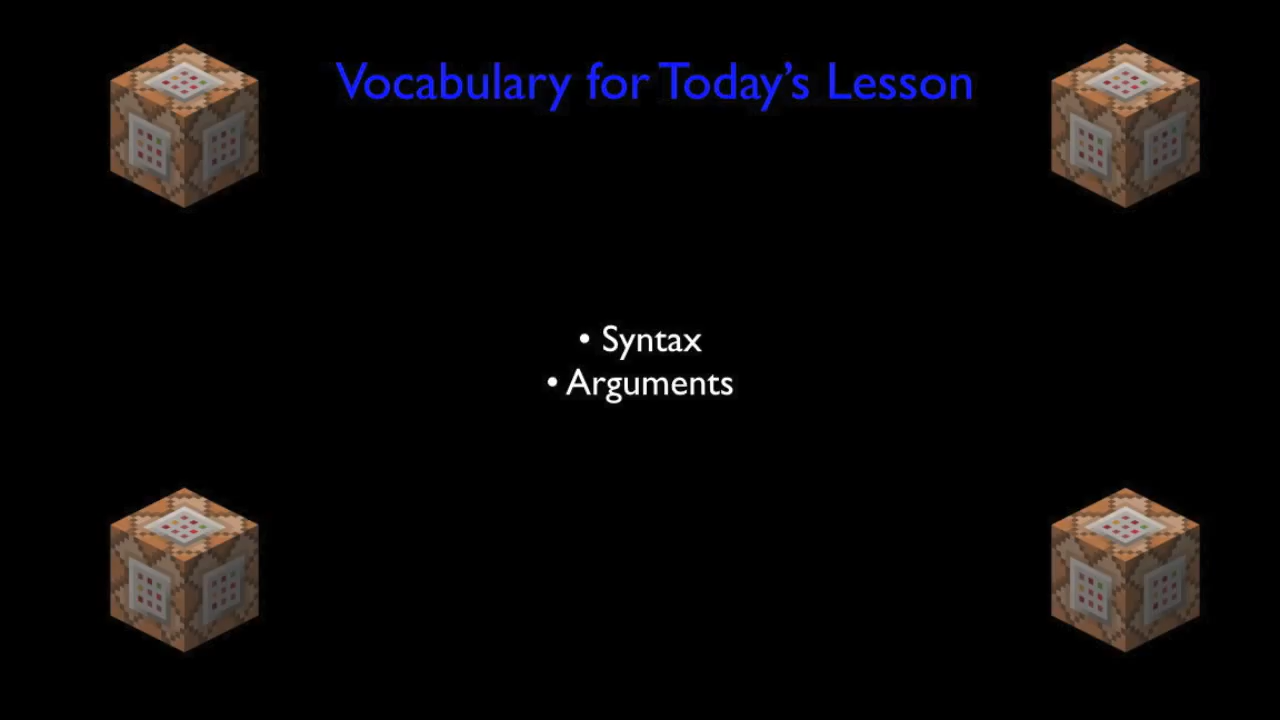 Vocabulary for Today’s Lesson
• Syntax
• Arguments